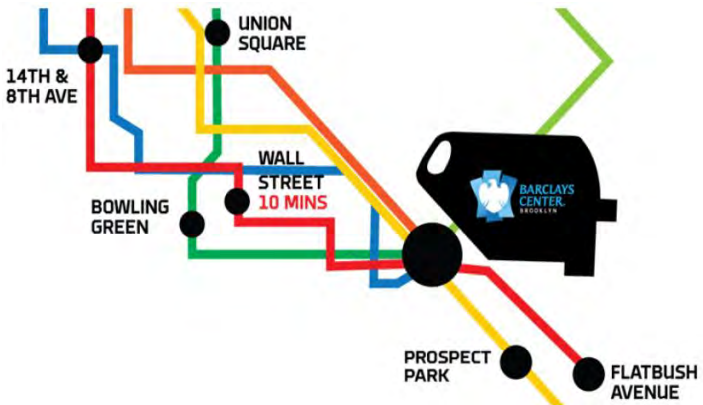 UNION
SQUARE
14TH &
8TH AVE
WALL
STREET
10 MINS
BOWLING
GREEN
BARCLAYS
CENTER
BROOKLYN
PROSPECT
PARK
FLATBUSH
AVENUE